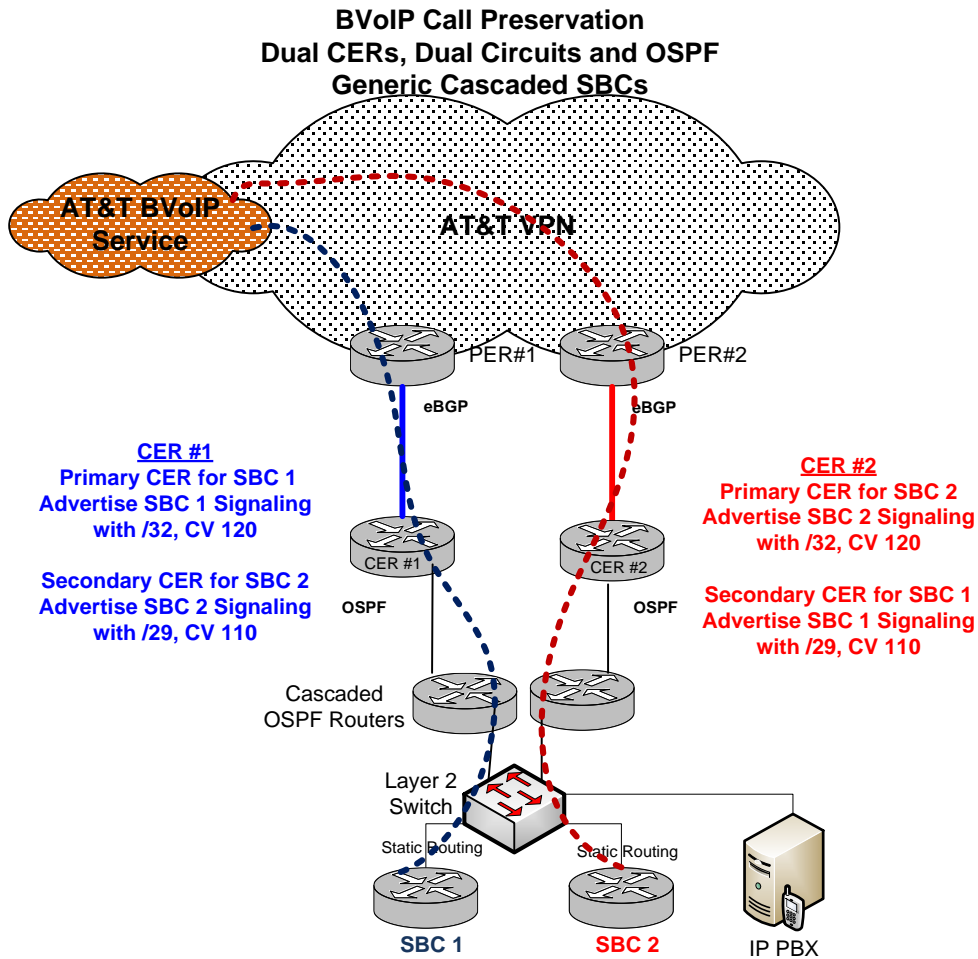 BVoIP Call Preservation
Dual CERs, Dual Circuits and OSPF
Generic Cascaded SBCs
AT&T BVoIP
Service
AT&T VPN
PER#1
PER#2
eBGP
eBGP
CER #1
Primary CER for SBC 1
Advertise SBC 1 Signaling
with /32, CV 120
Secondary CER for SBC 2
Advertise SBC 2 Signaling
with /29, CV 110
CER #2
Primary CER for SBC 2
Advertise SBC 2 Signaling
with /32, CV 120
Secondary CER for SBC 1
Advertise SBC 1 Signaling
with /29, CV 110
CER #1
CER #2
OSPF
OSPF
Cascaded
OSPF Routers
Layer 2
Switch
Static Routing
Static Routing
SBC 1
SBC 2
IP PBX